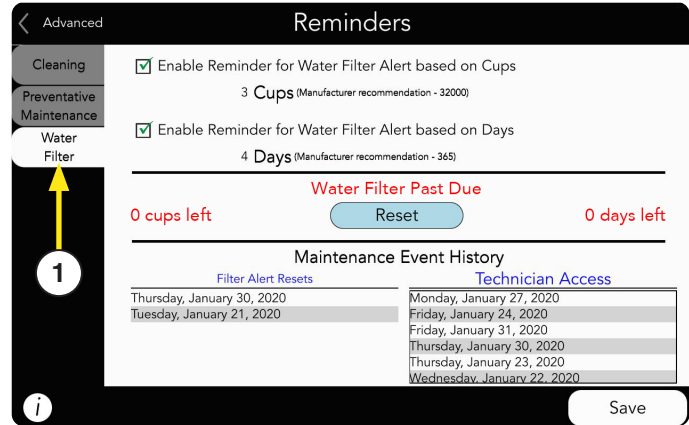 Advanced
Reminders
Cleaning
Preventative
Maintenance
Water
Filter
1
Enable Reminder for Water Filter Alert based on Cups
3 Cups (Manufacturer recommendation - 32000)
Enable Reminder for Water Filter Alert based on Days
4 Days (Manufacturer recommendation - 365)
Water Filter Past Due
0 cups left
Reset
0 days left
Maintenance Event History
Filter Alert Resets
Thursday, January 30, 2020
Tuesday, January 21, 2020
Technician Access
Monday, January 27, 2020
Friday, January 24, 2020
Friday, January 31, 2020
Thursday, January 30, 2020
Thursday, January 23, 2020
Wednesday, January 22, 2020
i
Save